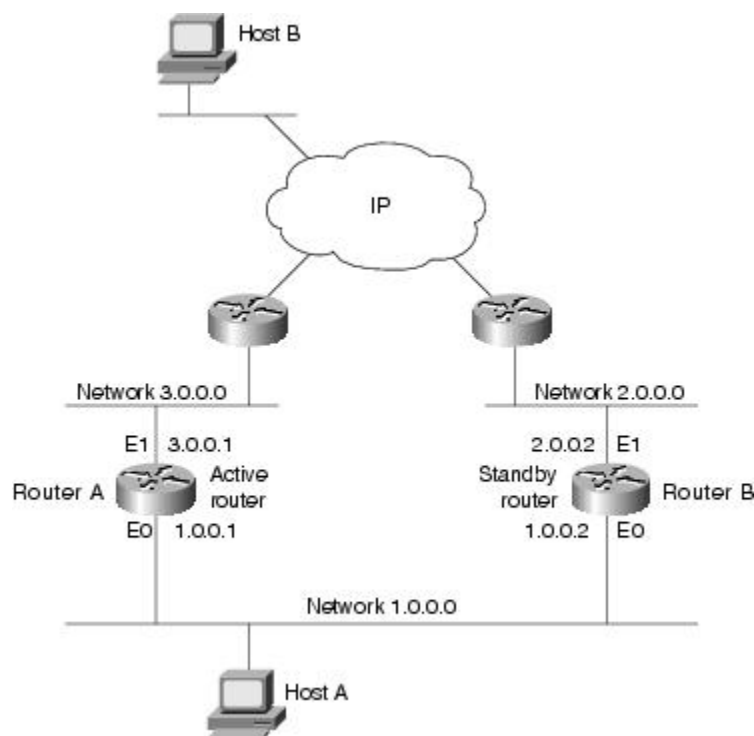 Host B
IP
Network 3.0.0.0
Network 2.0.0.0
E1 3.0.0.1
2.0.0.2 E1
Router A
Active
router
Standby
router
Router B
E0 1.0.0.1
1.0.0.2 E0
Network 1.0.0.0
Host A